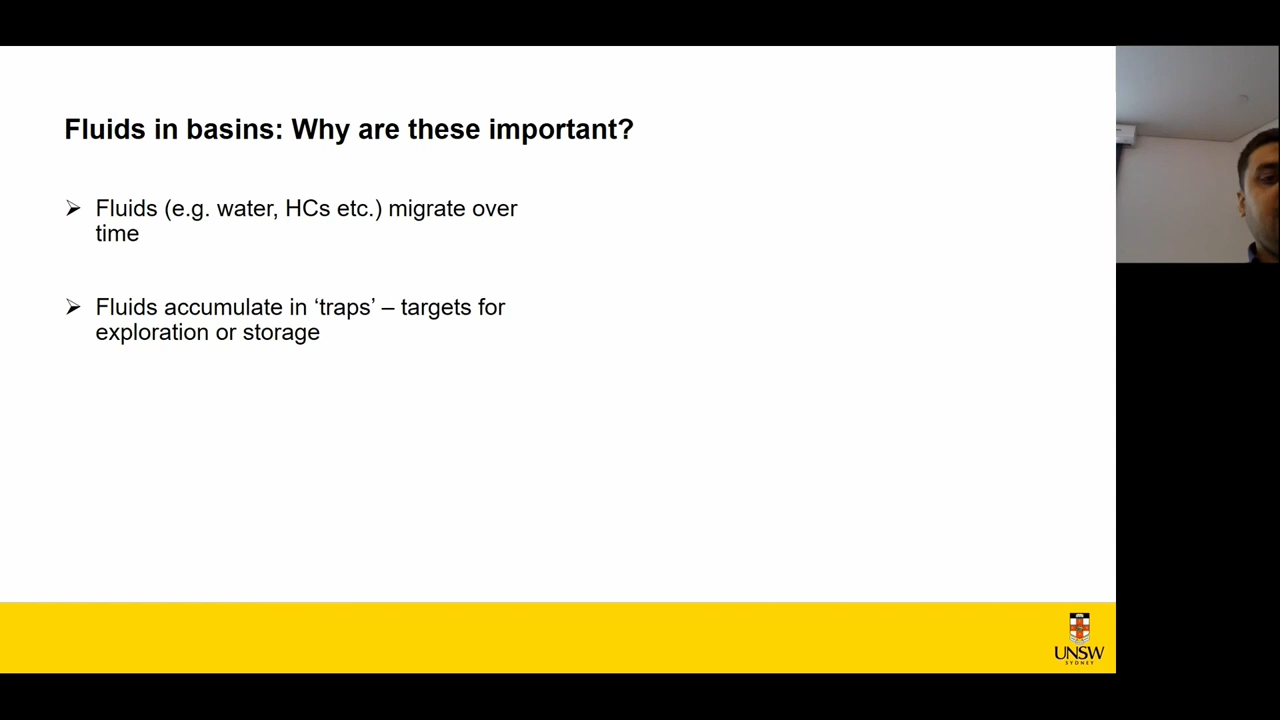 Fluids in basins: Why are these important?
➢ Fluids (e.g. water, HCs etc.) migrate over
time
➢ Fluids accumulate in ‘traps’ – targets for
exploration or storage
UNSW
SYDNEY